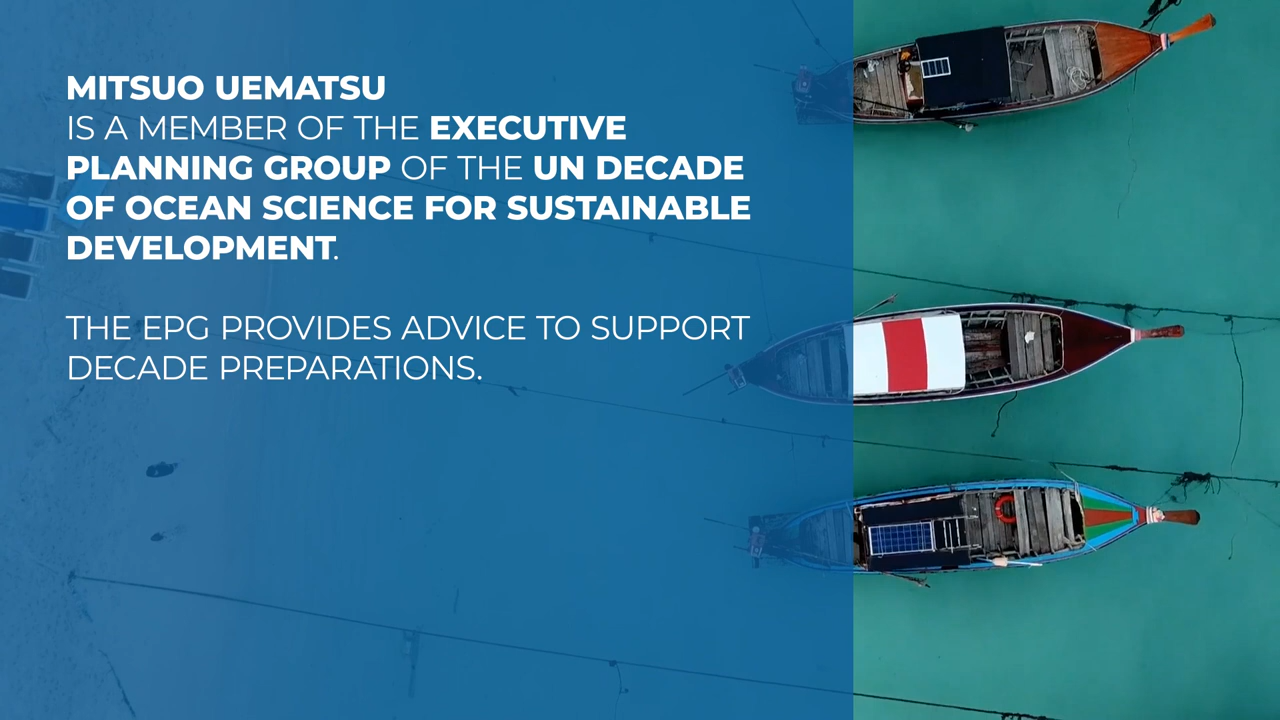 MITSUO UEMATSU
IS A MEMBER OF THE EXECUTIVE
PLANNING GROUP OF THE UN DECADE
OF OCEAN SCIENCE FOR SUSTAINABLE
DEVELOPMENT.
THE EPG PROVIDES ADVICE TO SUPPORT
DECADE PREPARATIONS.